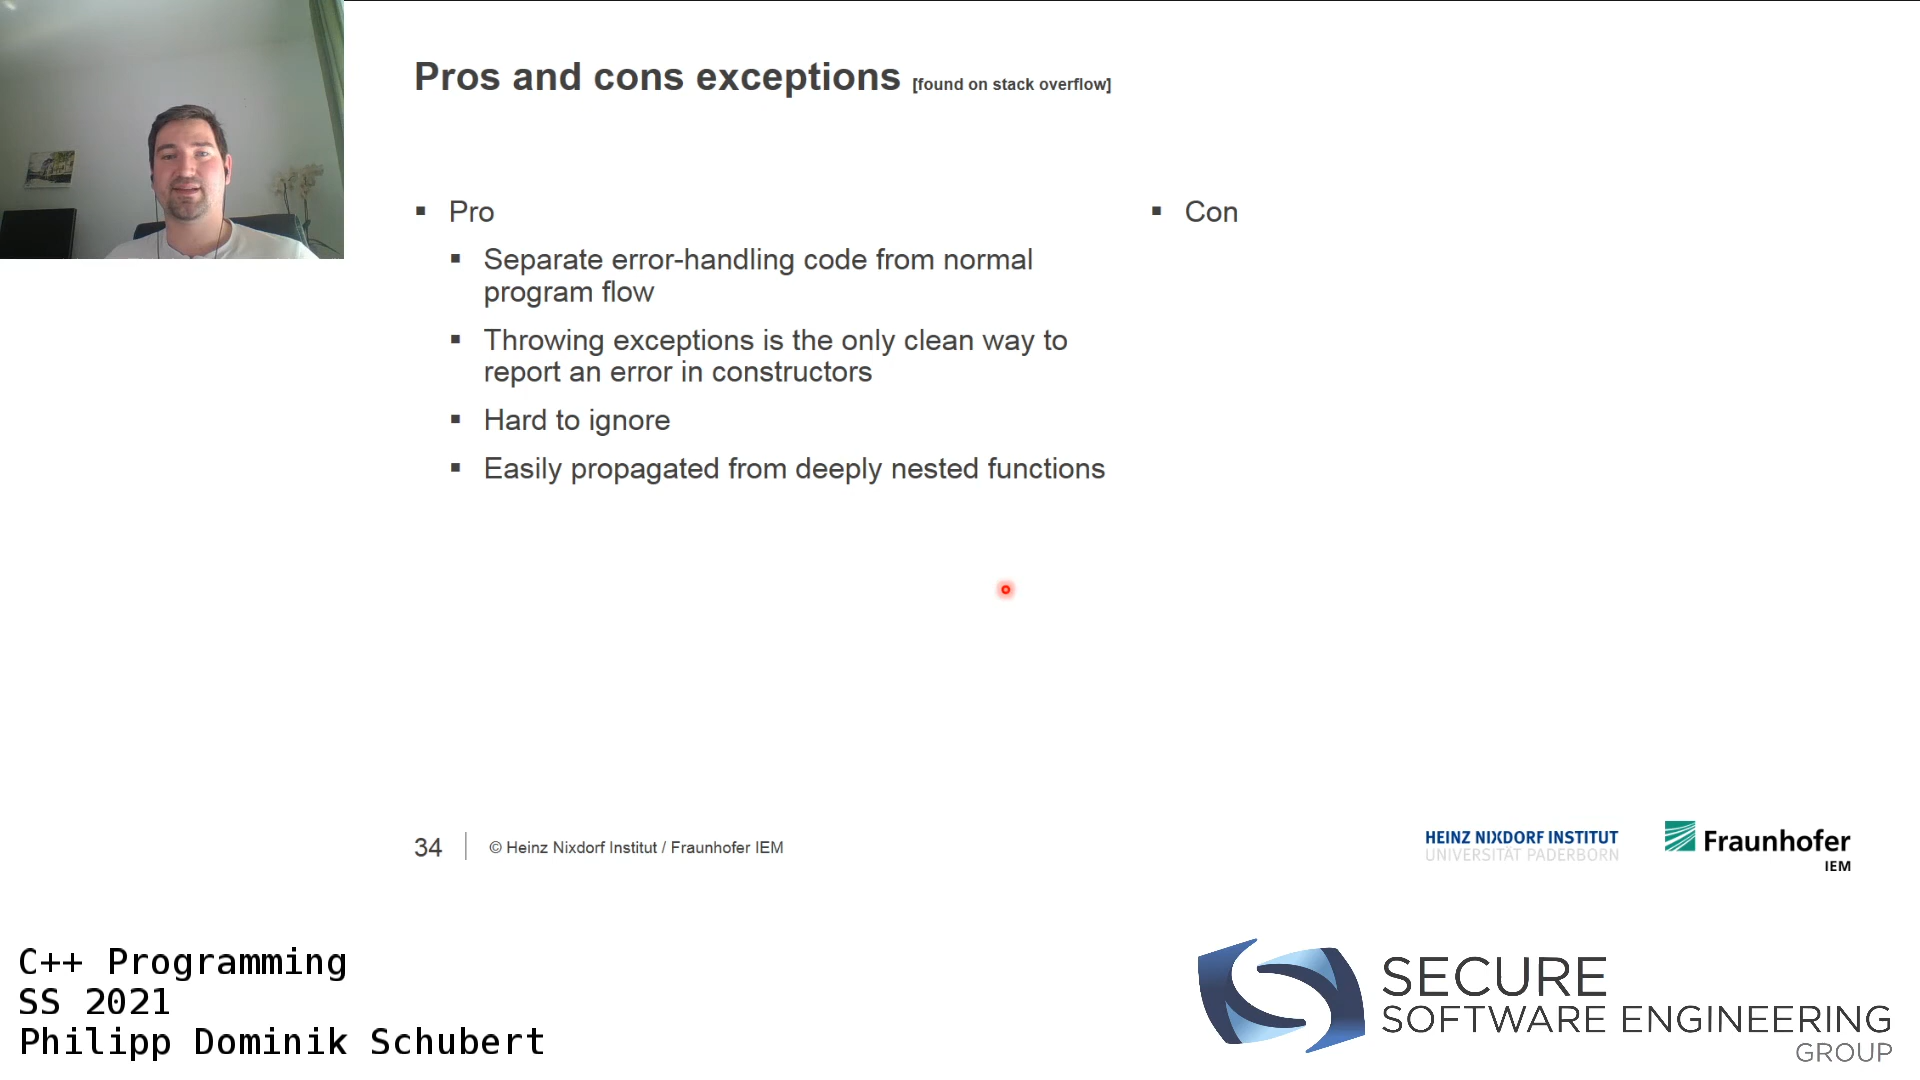 Pros and cons exceptions [found on stack overflow]
Pro
Separate error-handling code from normal
program flow
Throwing exceptions is the only clean way to
report an error in constructors
Hard to ignore
Easily propagated from deeply nested functions
Con
34
© Heinz Nixdorf Institut / Fraunhofer IEM
HEINZ NIXDORF INSTITUT
UNIVERSITÄT PADERBORN
Fraunhofer
IEM
C++ Programming
SS 2021
Philipp Dominik Schubert
SECURE
SOFTWARE ENGINEERING
GROUP